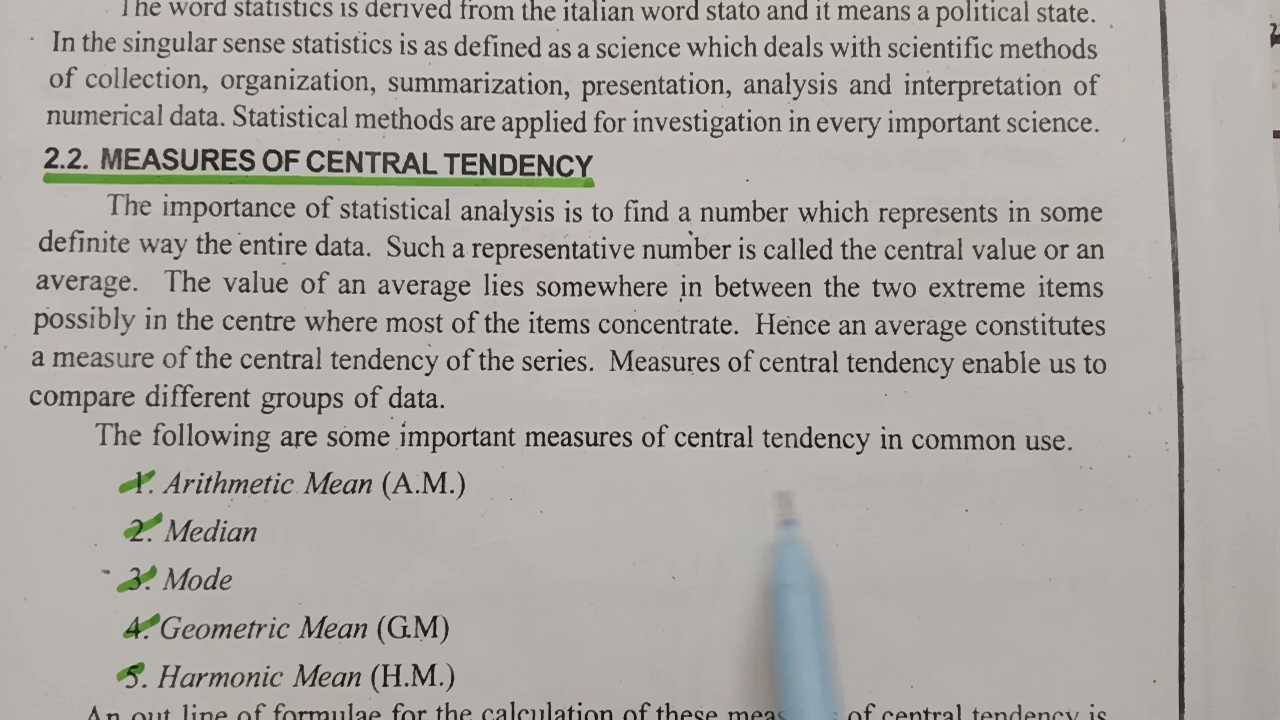 The word statistics is derived from the italian word stato and it means a political state.
In the singular sense statistics is as defined as a science which deals with scientific methods
of collection, organization, summarization, presentation, analysis and interpretation of
numerical data. Statistical methods are applied for investigation in every important science.
2.2. MEASURES OF CENTRAL TENDENCY
The importance of statistical analysis is to find a number which represents in some
definite way the entire data. Such a representative number is called the central value or an
average. The value of an average lies somewhere in between the two extreme items
possibly in the centre where most of the items concentrate. Hence an average constitutes
a measure of the central tendency of the series. Measures of central tendency enable us to
compare different groups of data.
The following are some important measures of central tendency in common use.
1. Arithmetic Mean (A.M.)
2. Median
3. Mode
4. Geometric Mean (G.M)
5. Harmonic Mean (H.M.)
An out line of formulae for the calculation of these of central tendency is